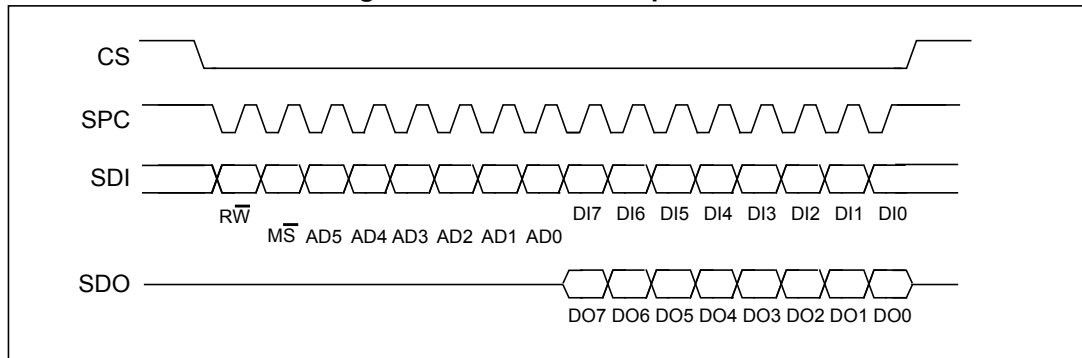 CS
SPC
SDI
RW̅
DI7 DI6 DI5 DI4 DI3 DI2 DI1 DI0
MS̅ AD5 AD4 AD3 AD2 AD1 AD0
SDO
DO7 DO6 DO5 DO4 DO3 DO2 DO1 DO0